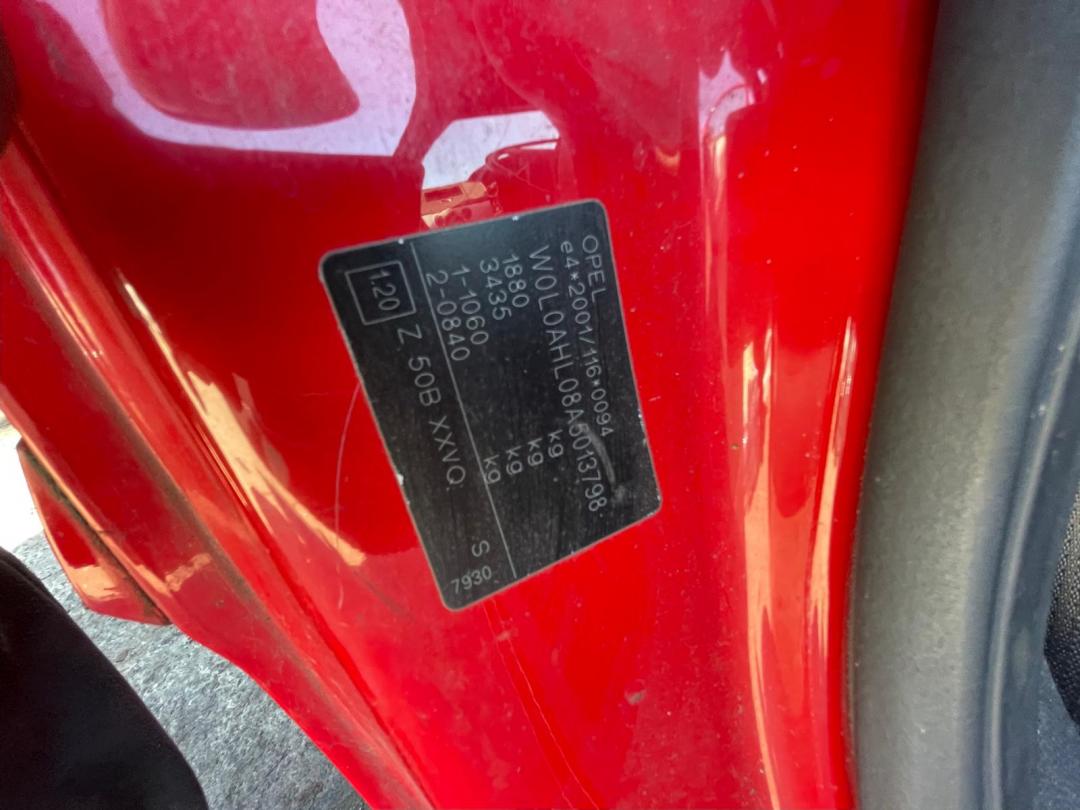 OPEL
e4*2001/116*0094
W0L0AHL08A5013798.
1880 kg
3435 kg
1-1060 kg
2-0840 kg
1.20 Z 50B XXVQ. S
7930